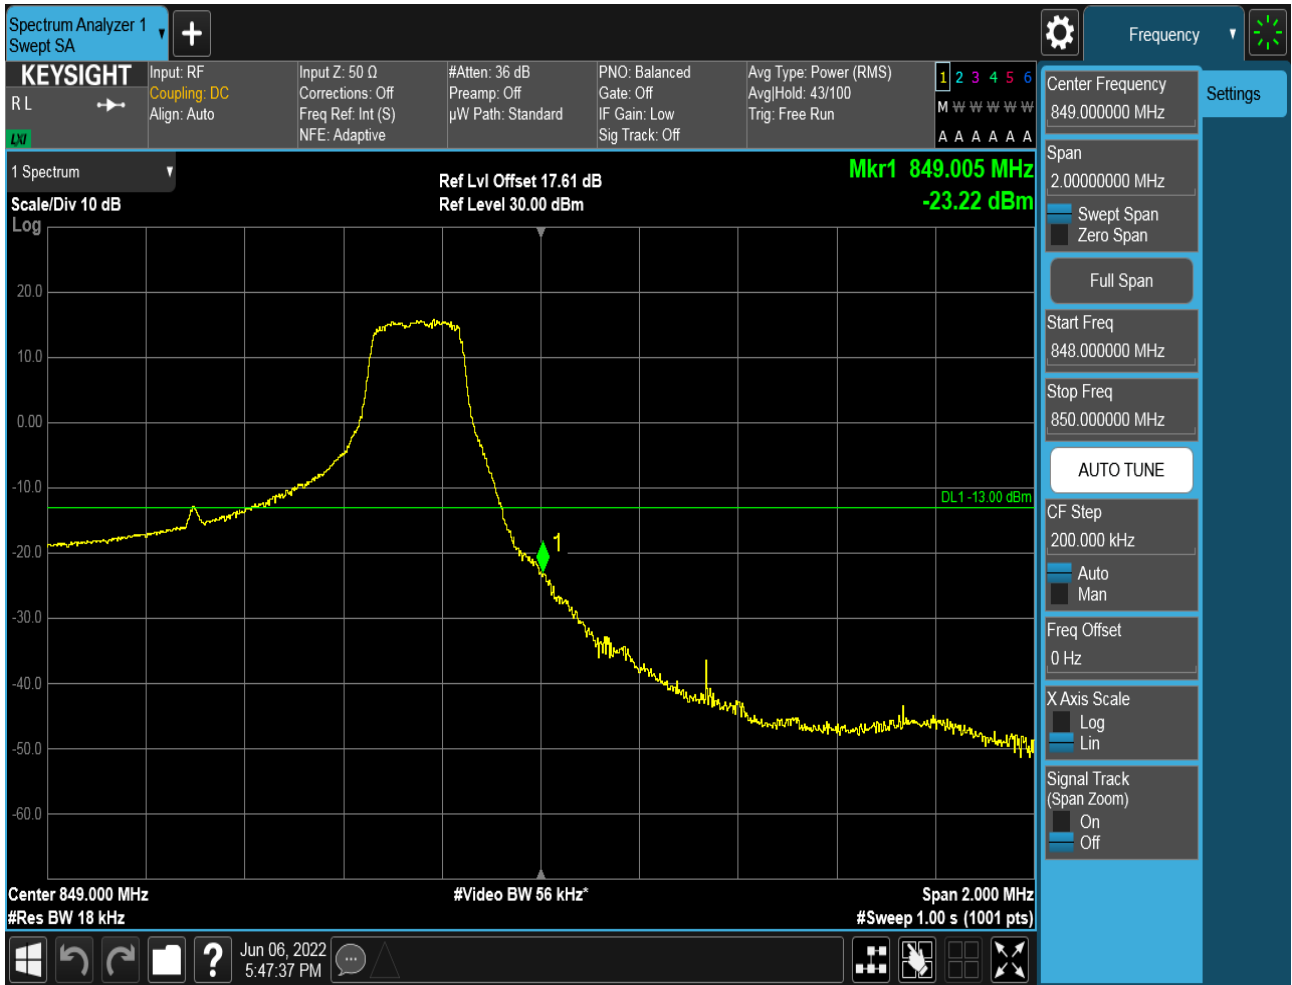 Spectrum Analyzer 1
Swept SA
Frequency
KEYSIGHT
R L
LXI
Input: RF
Coupling: DC
Align: Auto
Input Z: 50 Ω
Corrections: Off
Freq Ref: Int (S)
NFE: Adaptive
#Atten: 36 dB
Preamp: Off
µW Path: Standard
PNO: Balanced
Gate: Off
IF Gain: Low
Sig Track: Off
Avg Type: Power (RMS)
Avg|Hold: 43/100
Trig: Free Run
1 2 3 4 5 6
M W W W W W
A A A A A A
1 Spectrum
Scale/Div 10 dB
Log
Ref Lvl Offset 17.61 dB
Ref Level 30.00 dBm
Mkr1 849.005 MHz
-23.22 dBm
20.0
10.0
0.00
-10.0
-20.0
-30.0
-40.0
-50.0
-60.0
DL1 -13.00 dBm
1
Center 849.000 MHz
#Res BW 18 kHz
#Video BW 56 kHz*
Span 2.000 MHz
#Sweep 1.00 s (1001 pts)
Center Frequency
849.000000 MHz
Settings
Span
2.00000000 MHz
Swept Span
Zero Span
Full Span
Start Freq
848.000000 MHz
Stop Freq
850.000000 MHz
AUTO TUNE
CF Step
200.000 kHz
Auto
Man
Freq Offset
0 Hz
X Axis Scale
Log
Lin
Signal Track
(Span Zoom)
On
Off
?
Jun 06, 2022
5:47:37 PM